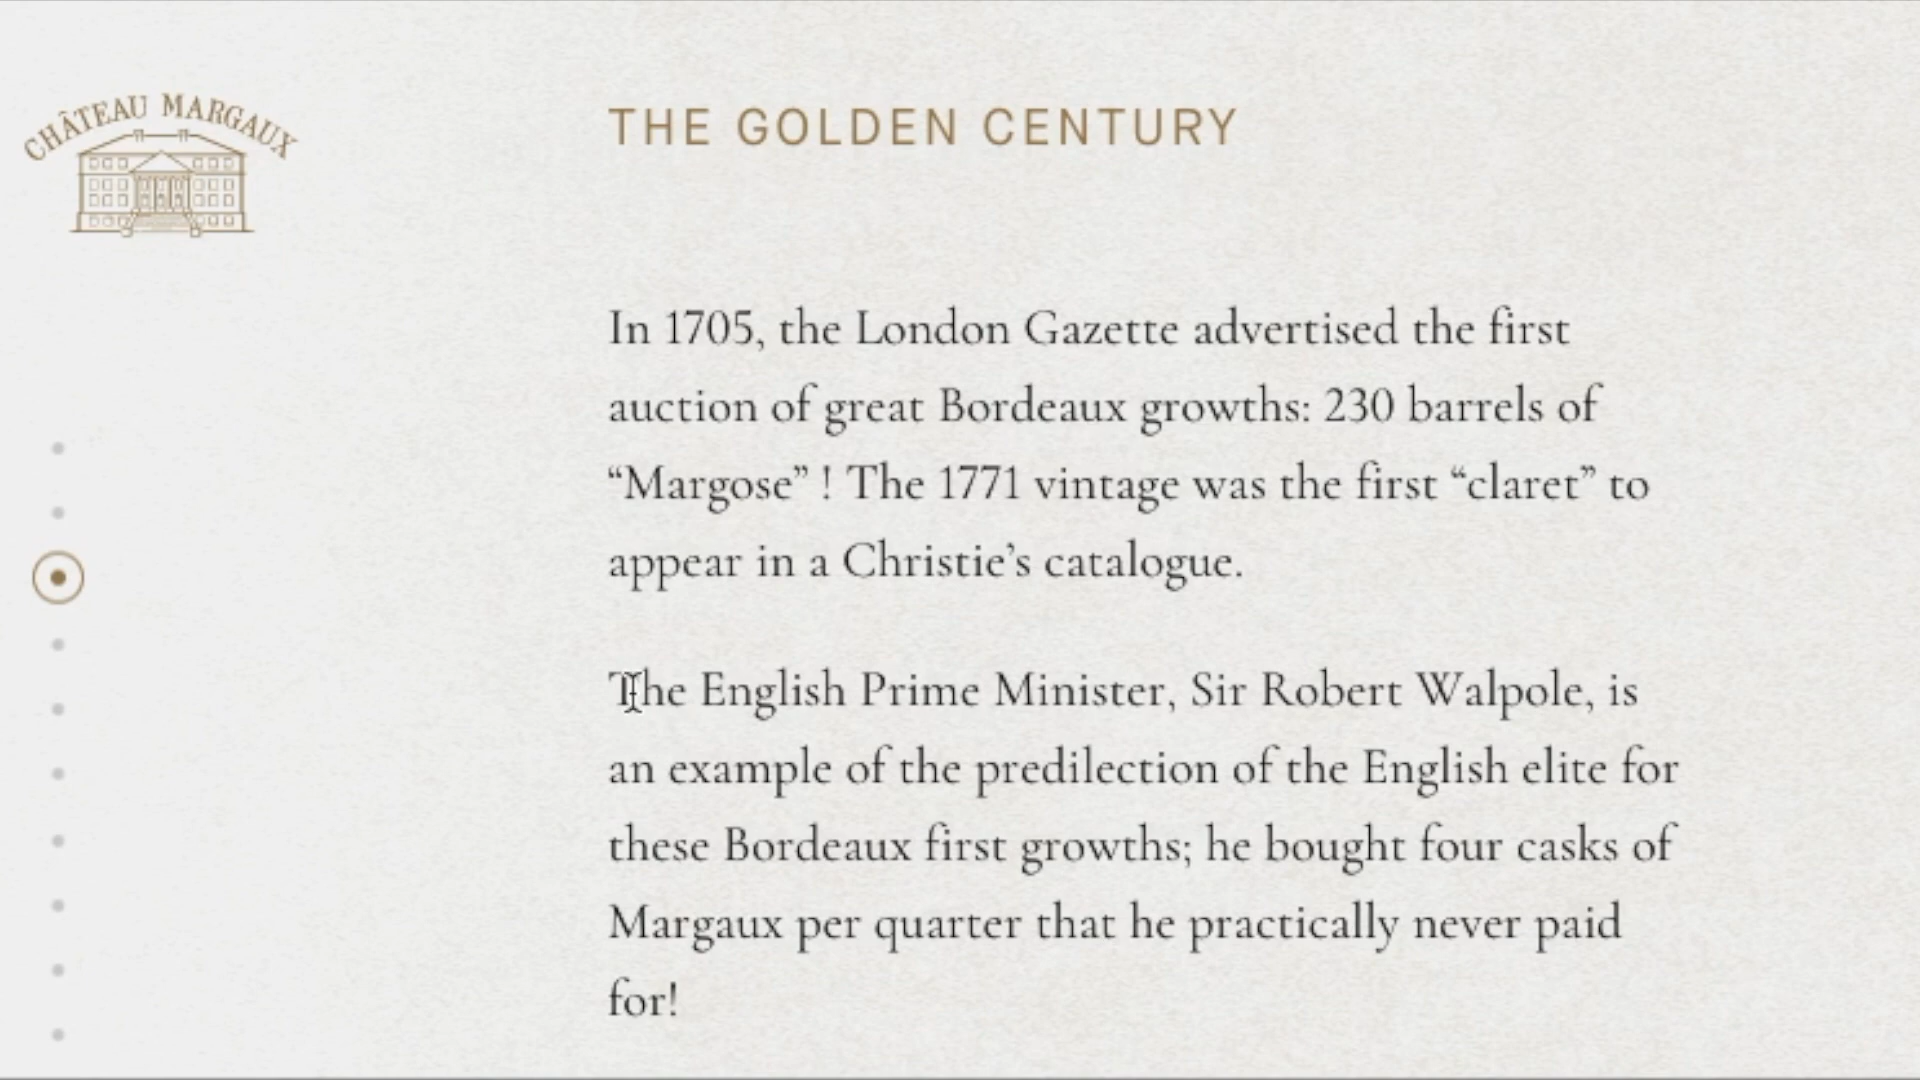 CHÂTEAU MARGAUX
THE GOLDEN CENTURY
In 1705, the London Gazette advertised the first
auction of great Bordeaux growths: 230 barrels of
“Margose” ! The 1771 vintage was the first “claret” to
appear in a Christie’s catalogue.
The English Prime Minister, Sir Robert Walpole, is
an example of the predilection of the English elite for
these Bordeaux first growths; he bought four casks of
Margaux per quarter that he practically never paid
for!